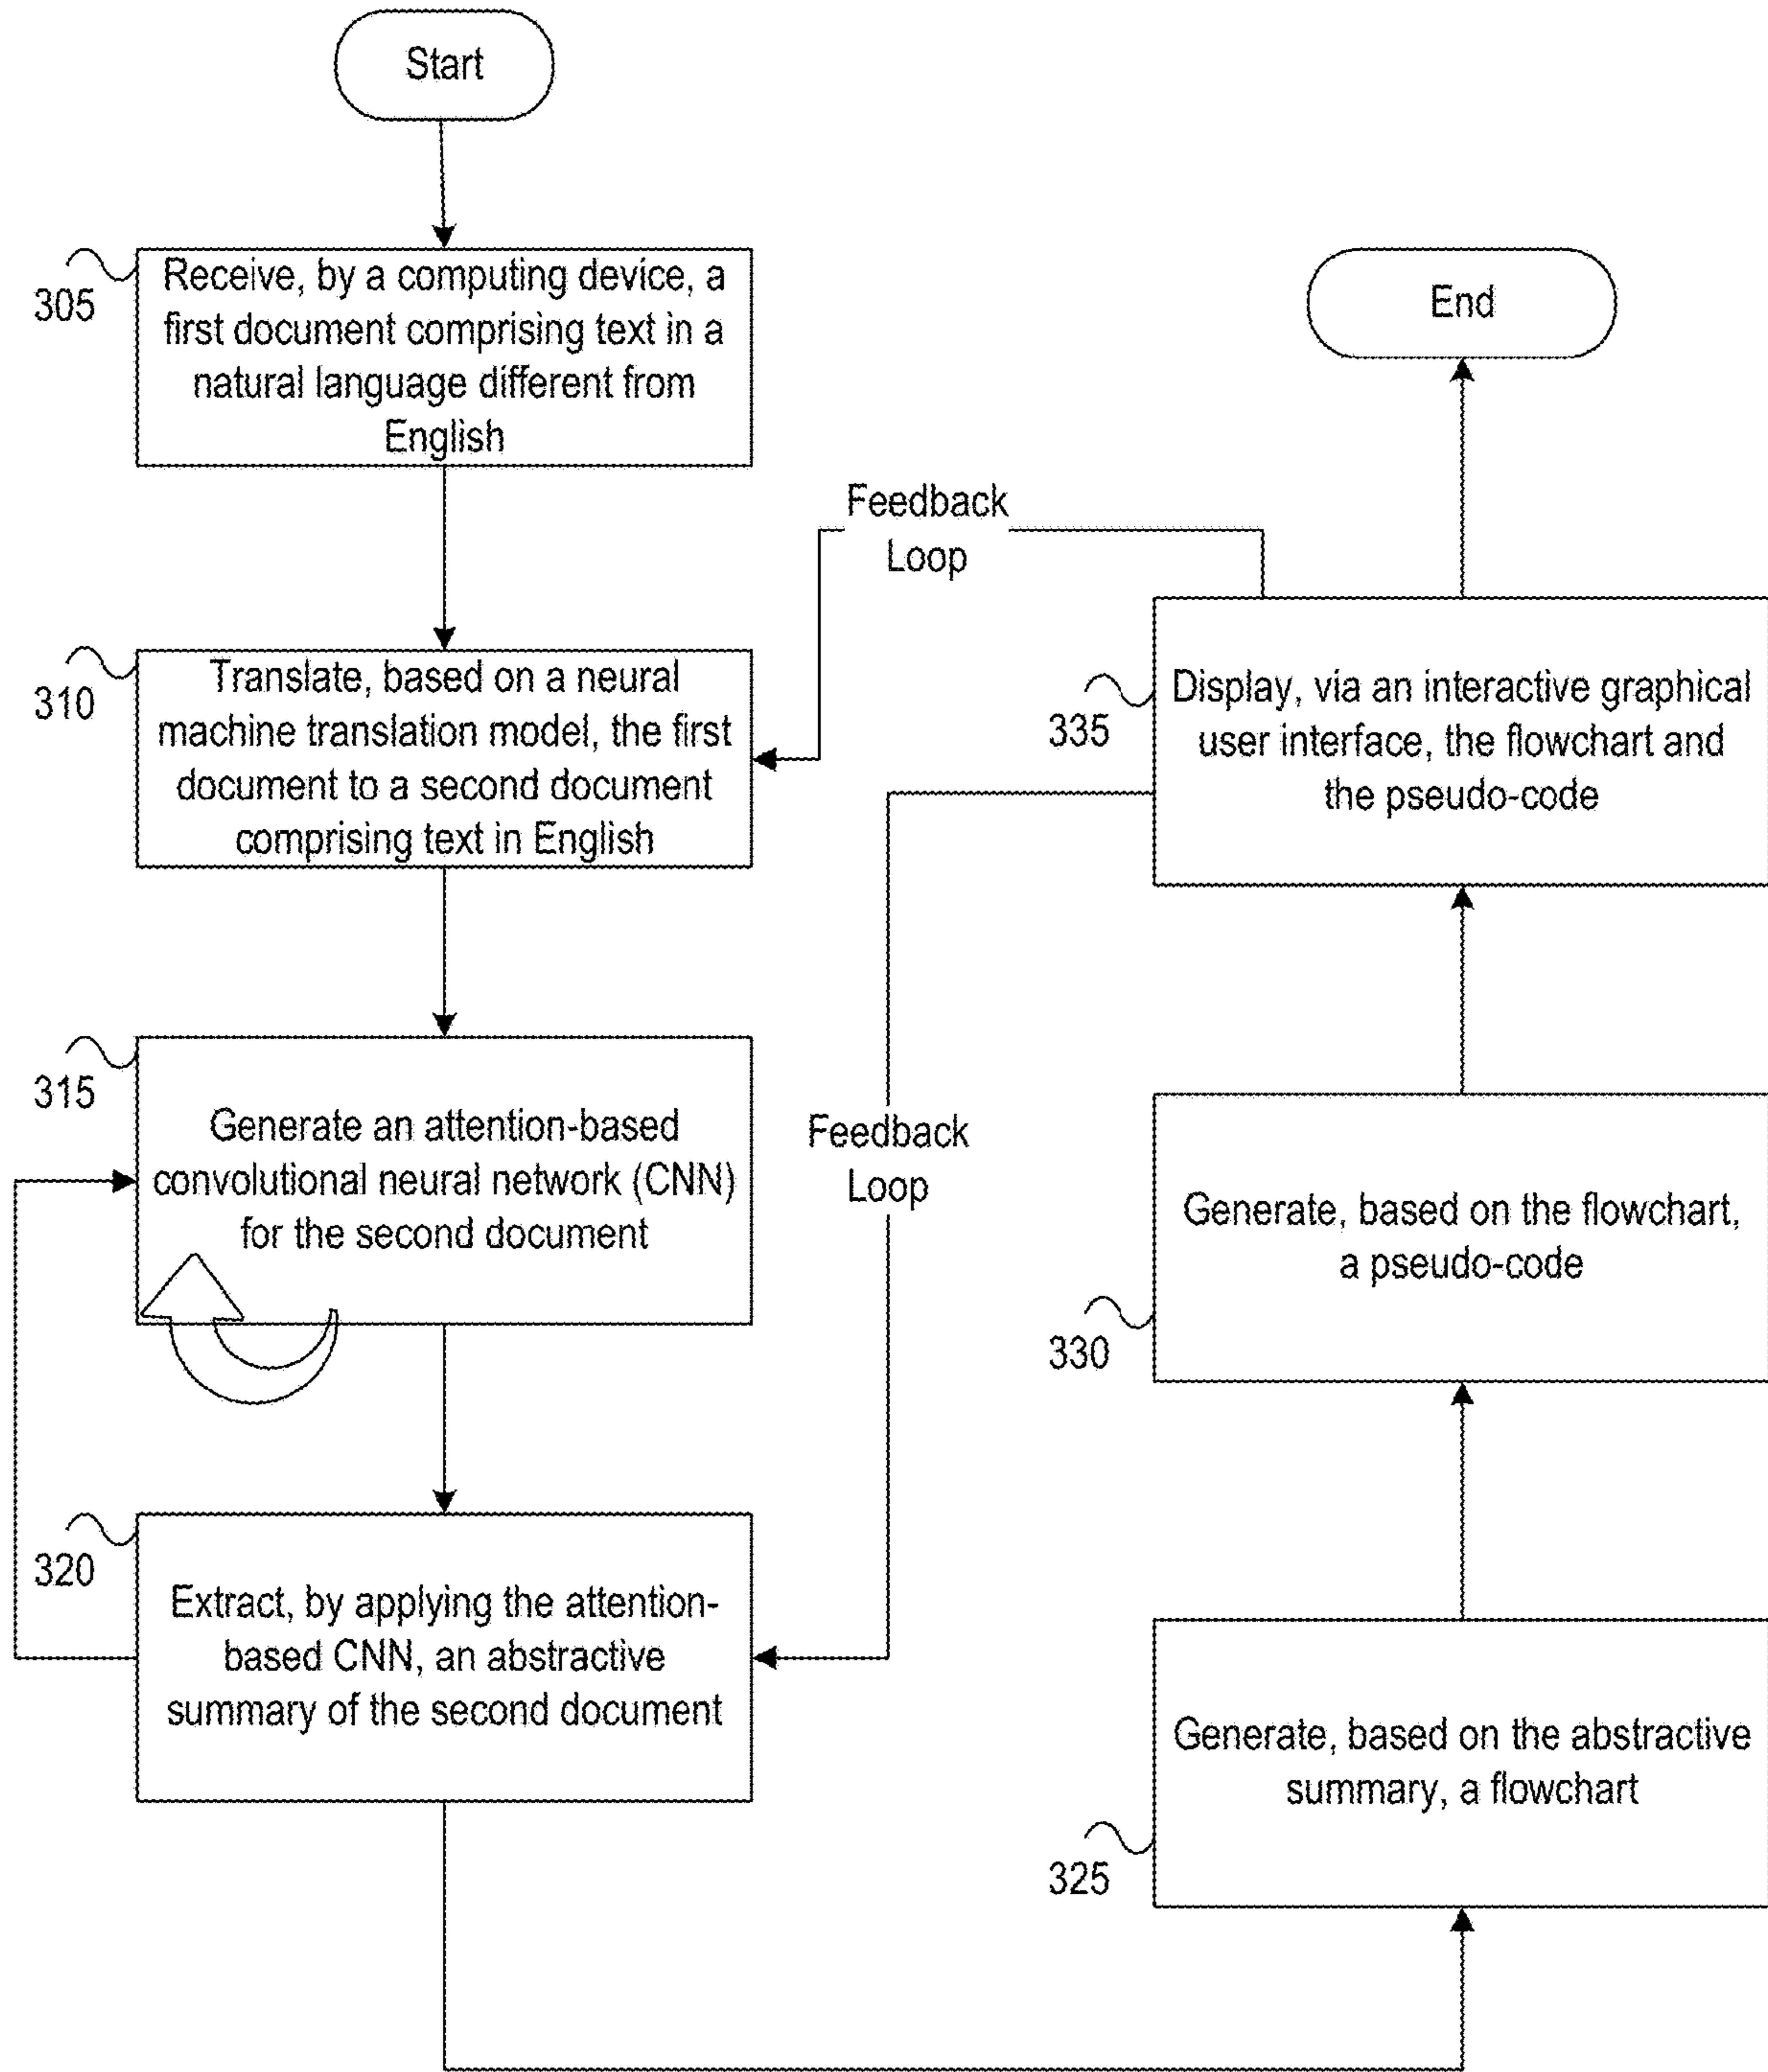 Start
305
Receive, by a computing device, a
first document comprising text in a
natural language different from
English
310
Translate, based on a neural
machine translation model, the first
document to a second document
comprising text in English
315
Generate an attention-based
convolutional neural network (CNN)
for the second document
320
Extract, by applying the attention-
based CNN, an abstractive
summary of the second document
Feedback
Loop
Feedback
Loop
End
335
Display, via an interactive graphical
user interface, the flowchart and
the pseudo-code
Generate, based on the flowchart,
a pseudo-code
330
Generate, based on the abstractive
summary, a flowchart
325